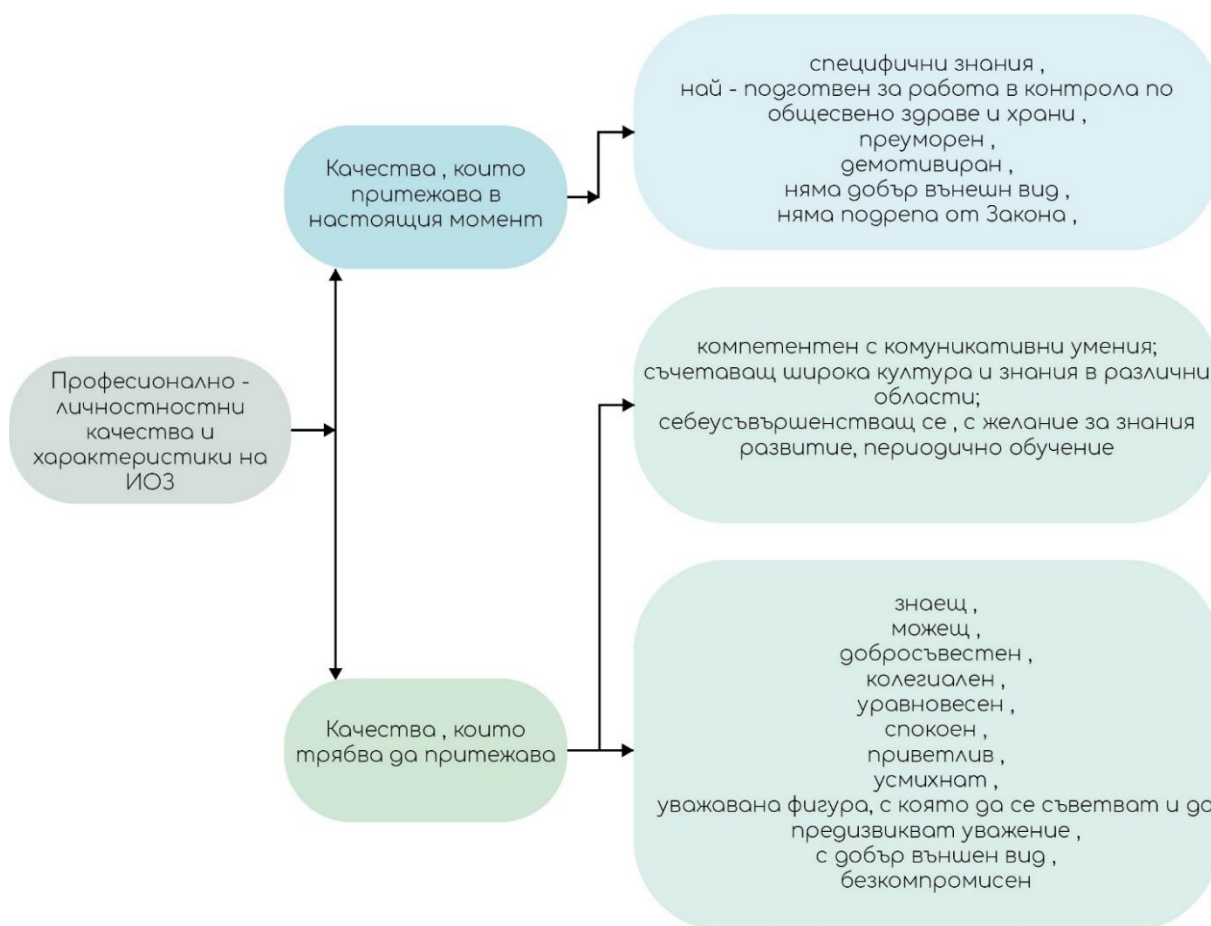 Професионално -
личностностни
качества и
характеристики на
ИОЗ
Качества , които
притежава в
настоящия момент
специфични знания ,
най - подготвен за работа в контрола по
общесвено здраве и храни ,
преуморен ,
демотивиран ,
няма добър вънешн вид ,
няма подрепа от Закона ,
Качества , които
трябва да притежава
компетентен с комуникативни умения;
съчетаващ широка култура и знания в различни
области;
себеусъвършенстващ се , с желание за знания
развитие, периодично обучение
знаещ ,
можещ ,
добросъвестен ,
колегиален ,
уравновесен ,
спокоен ,
приветлив ,
усмихнат ,
уважавана фигура, с която да се съветват и да
предизвикват уважение ,
с добър външен вид ,
безкомпромисен